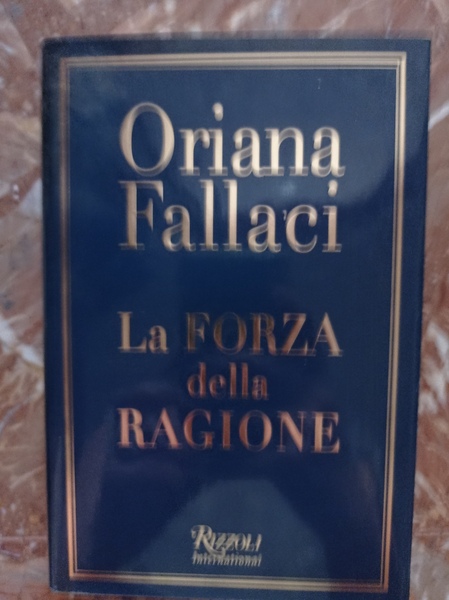 Oriana
Fallaci
La FORZA
della
RAGIONE
RIZZOLI
International